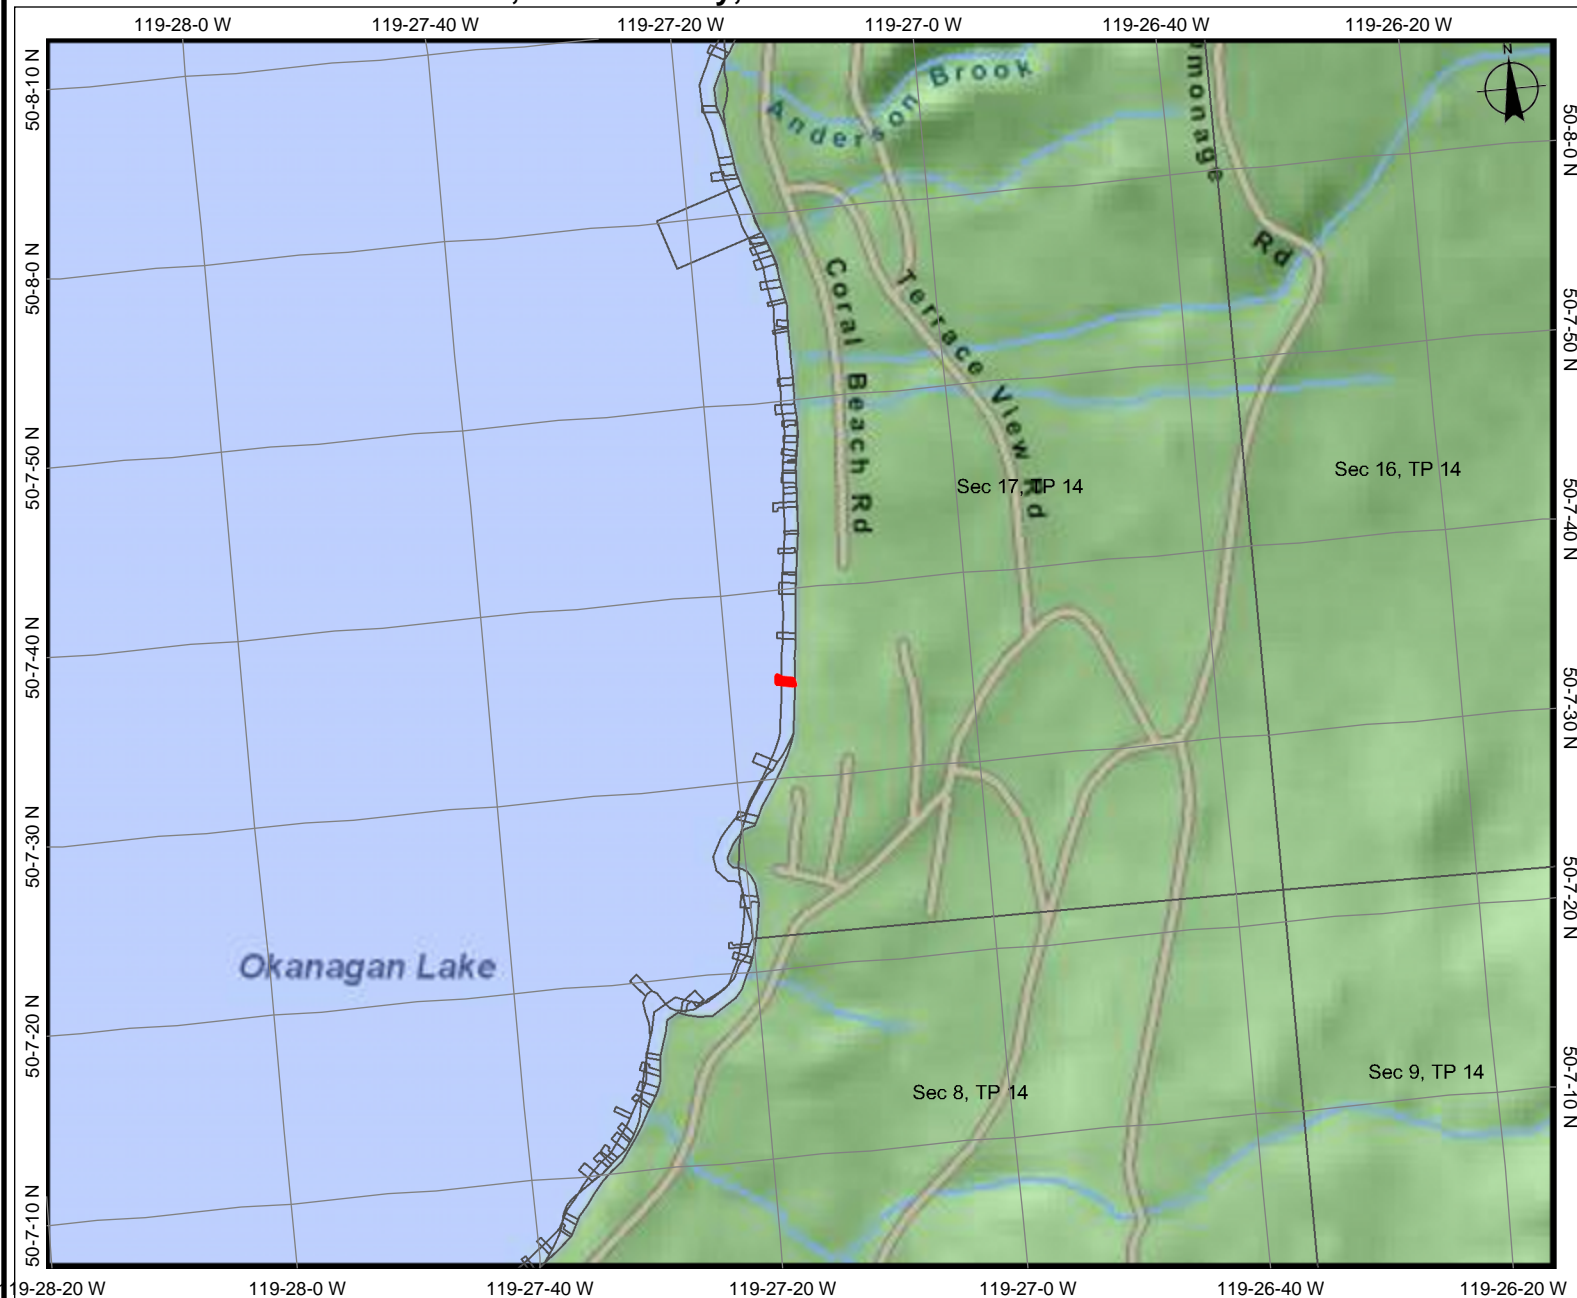 119-28-0 W 119-27-40 W 119-27-20 W 119-27-0 W 119-26-40 W 119-26-20 W
50-8-10 N
50-8-0 N
50-7-50 N
50-7-40 N
50-7-30 N
50-7-20 N
50-7-10 N
N
Anderson Brook
monage
Rd
Coral Beach Rd
Terrace View Rd
Sec 17, TP 14
Sec 16, TP 14
Okanagan Lake
Sec 8, TP 14
Sec 9, TP 14
50-8-0 N
50-7-50 N
50-7-40 N
50-7-30 N
50-7-20 N
50-7-10 N
19-28-20 W 119-28-0 W 119-27-40 W 119-27-20 W 119-27-0 W 119-26-40 W 119-26-20 W